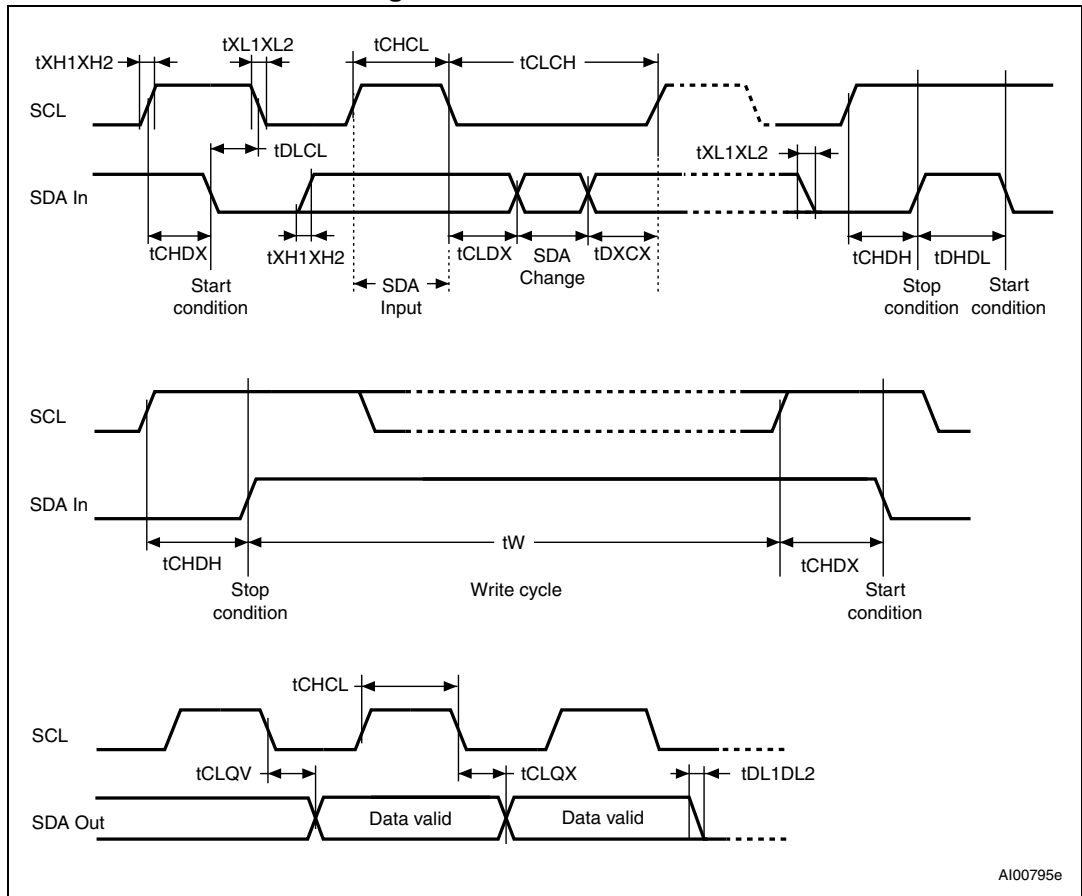 tXH1XH2
tXL1XL2
tCHCL
tCLCH
SCL
tDLCL
tXL1XL2
SDA In
tCHDX
tXH1XH2
tCLDX
SDA
Change
tDXCX
tCHDH
tDHDL
Start
condition
SDA
Input
Stop
condition
Start
condition
SCL
SDA In
tCHDH
tW
tCHDX
Stop
condition
Write cycle
Start
condition
tCHCL
SCL
tCLQV
tCLQX
tDL1DL2
SDA Out
Data valid
Data valid
AI00795e